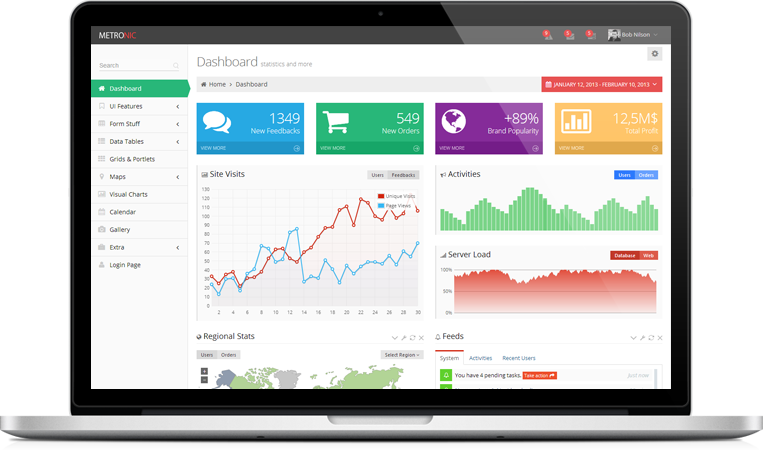 METRONIC
Bob Nilson
Search
Dashboard
UI Features
Form Stuff
Data Tables
Grids & Portlets
Maps
Visual Charts
Calendar
Gallery
Extra
Login Page
Dashboard statistics and more
Home > Dashboard
JANUARY 12, 2013 - FEBRUARY 10, 2013
1349
New Feedbacks
VIEW MORE
549
New Orders
VIEW MORE
+89%
Brand Popularity
VIEW MORE
12,5M$
Total Profit
VIEW MORE
Site Visits
Users Feedbacks
Unique Visits
Page Views
130
120
110
100
90
80
70
60
50
40
30
20
10
0
2 4 6 8 10 12 14 16 18 20 22 24 26 28 30
Activities
Users Orders
Server Load
Database Web
100%
50%
0%
Regional Stats
Users Orders
Select Region
+
−
Feeds
System Activities Recent Users
You have 4 pending tasks. Take action Just now